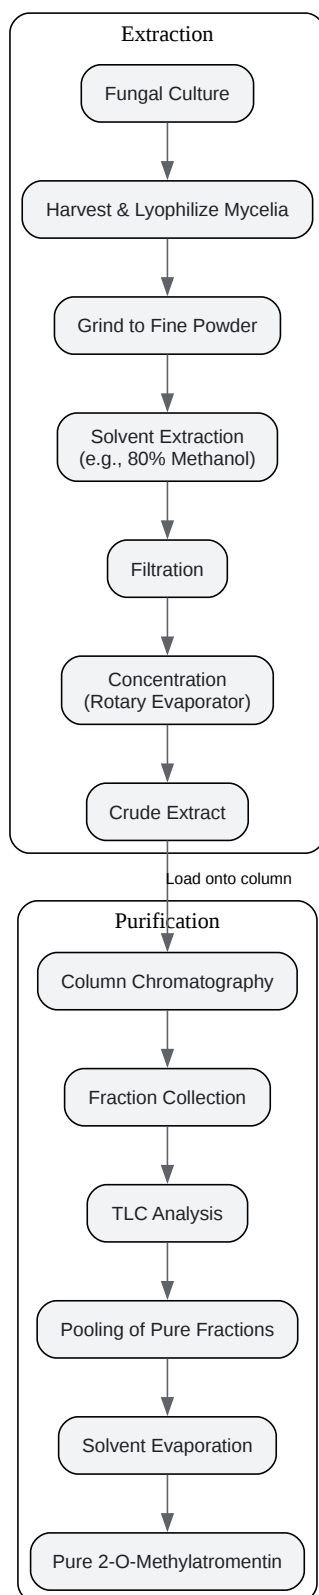 Extraction
Fungal Culture
Harvest & Lyophilize Mycelia
Grind to Fine Powder
Solvent Extraction
(e.g., 80% Methanol)
Filtration
Concentration
(Rotary Evaporator)
Crude Extract
Load onto column
Purification
Column Chromatography
Fraction Collection
TLC Analysis
Pooling of Pure Fractions
Solvent Evaporation
Pure 2-O-Methylatromentin